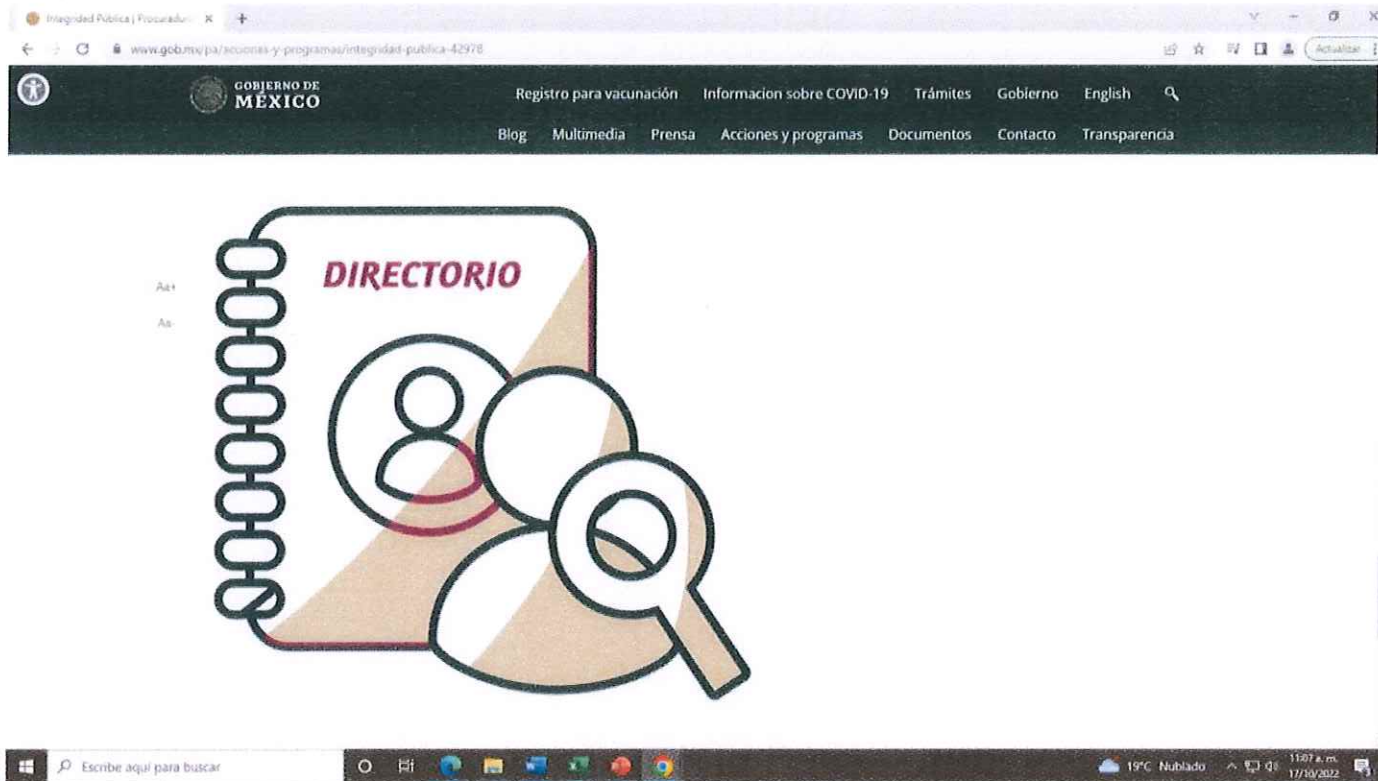 Integridad Pública | Procuradur
www.gob.mx/pa/acciones-y-programas/integridad-publica-42978
Actualizar
GOBIERNO DE
MÉXICO
Registro para vacunación Informacion sobre COVID-19 Trámites Gobierno English
Blog Multimedia Prensa Acciones y programas Documentos Contacto Transparencia
DIRECTORIO
Aa+
Aa-
Escribe aquí para buscar
19°C Nublado
11:07 a. m.
17/10/2022